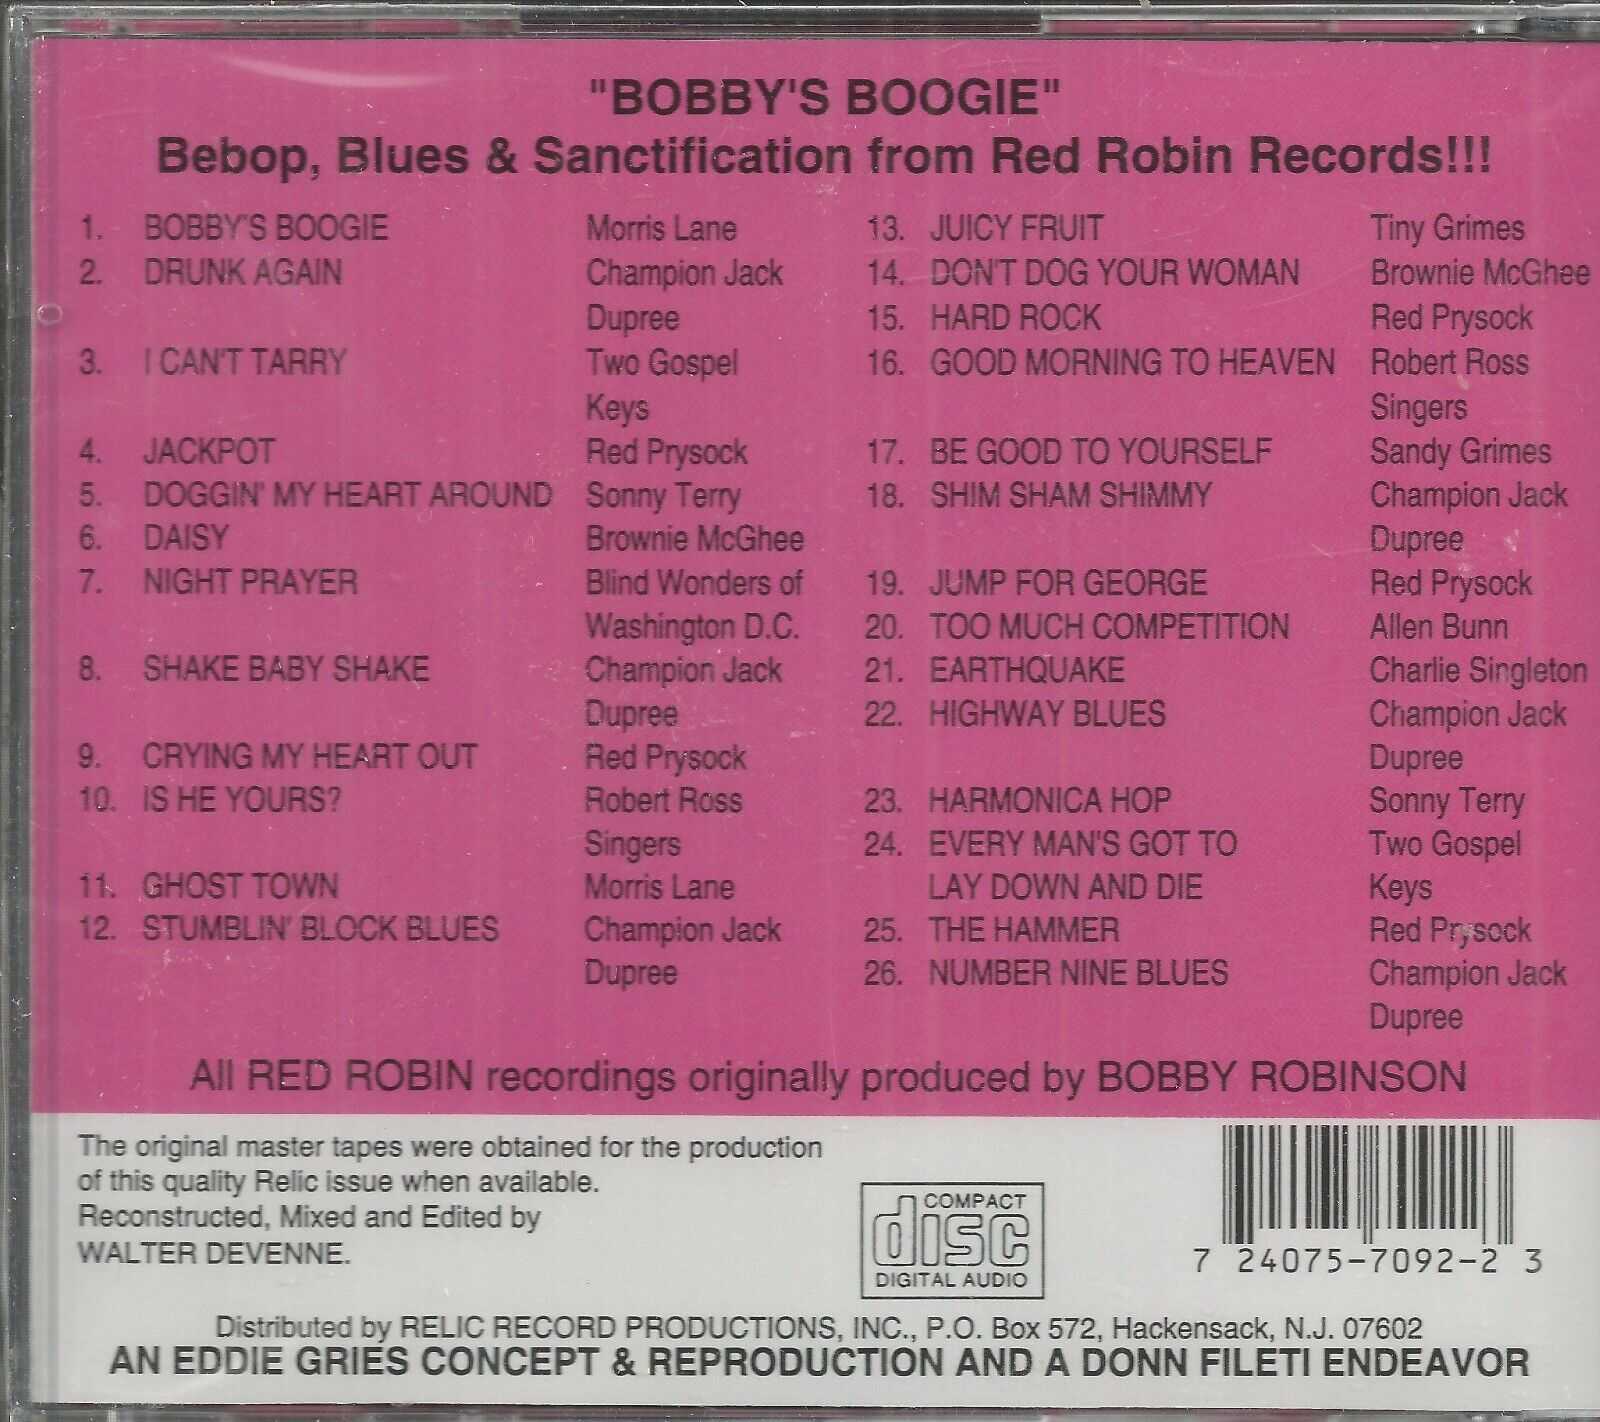 "BOBBY'S BOOGIE"
Bebop, Blues & Sanctification from Red Robin Records!!!
1. BOBBY'S BOOGIE Morris Lane
2. DRUNK AGAIN Champion Jack
Dupree
3. I CAN'T TARRY Two Gospel
Keys
4. JACKPOT Red Prysock
5. DOGGIN' MY HEART AROUND Sonny Terry
6. DAISY Brownie McGhee
7. NIGHT PRAYER Blind Wonders of
Washington D.C.
8. SHAKE BABY SHAKE Champion Jack
Dupree
9. CRYING MY HEART OUT Red Prysock
10. IS HE YOURS? Robert Ross
Singers
11. GHOST TOWN Morris Lane
12. STUMBLIN' BLOCK BLUES Champion Jack
Dupree
13. JUICY FRUIT Tiny Grimes
14. DON'T DOG YOUR WOMAN Brownie McGhee
15. HARD ROCK Red Prysock
16. GOOD MORNING TO HEAVEN Robert Ross
Singers
17. BE GOOD TO YOURSELF Sandy Grimes
18. SHIM SHAM SHIMMY Champion Jack
Dupree
19. JUMP FOR GEORGE Red Prysock
20. TOO MUCH COMPETITION Allen Bunn
21. EARTHQUAKE Charlie Singleton
22. HIGHWAY BLUES Champion Jack
Dupree
23. HARMONICA HOP Sonny Terry
24. EVERY MAN'S GOT TO Two Gospel
LAY DOWN AND DIE Keys
25. THE HAMMER Red Prysock
26. NUMBER NINE BLUES Champion Jack
Dupree
All RED ROBIN recordings originally produced by BOBBY ROBINSON
The original master tapes were obtained for the production
of this quality Relic issue when available.
Reconstructed, Mixed and Edited by
WALTER DEVENNE.
COMPACT
disc
DIGITAL AUDIO
7 24075-7092-2 3
Distributed by RELIC RECORD PRODUCTIONS, INC., P.O. Box 572, Hackensack, N.J. 07602
AN EDDIE GRIES CONCEPT & REPRODUCTION AND A DONN FILETI ENDEAVOR